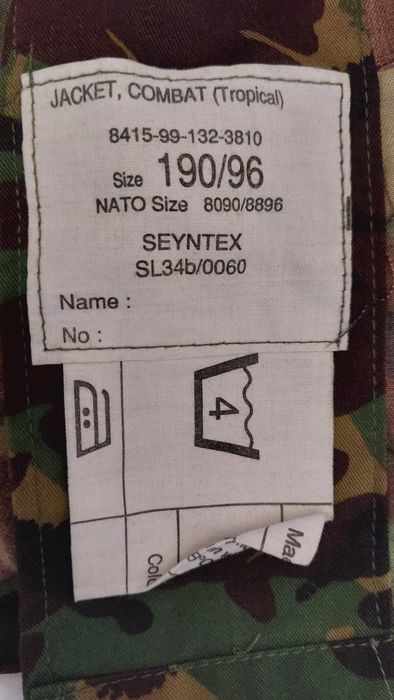 JACKET, COMBAT (Tropical)
8415-99-132-3810
Size 190/96
NATO Size 8090/8896
SEYNTEX
SL34b/0060
Name :
No :
4